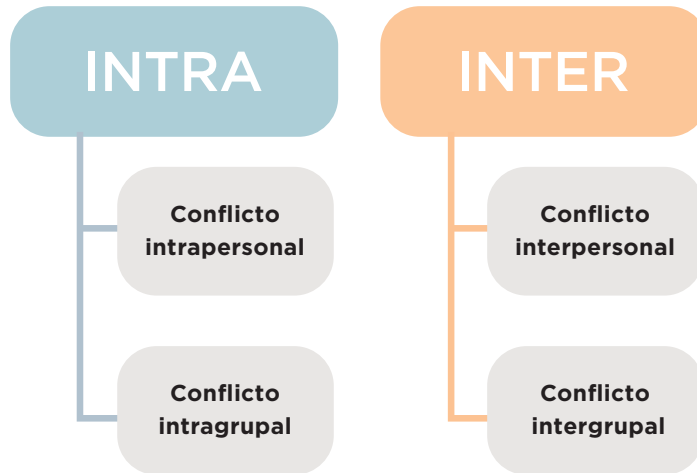 INTRA
Conflicto
intrapersonal
Conflicto
intragrupal
INTER
Conflicto
interpersonal
Conflicto
intergrupal